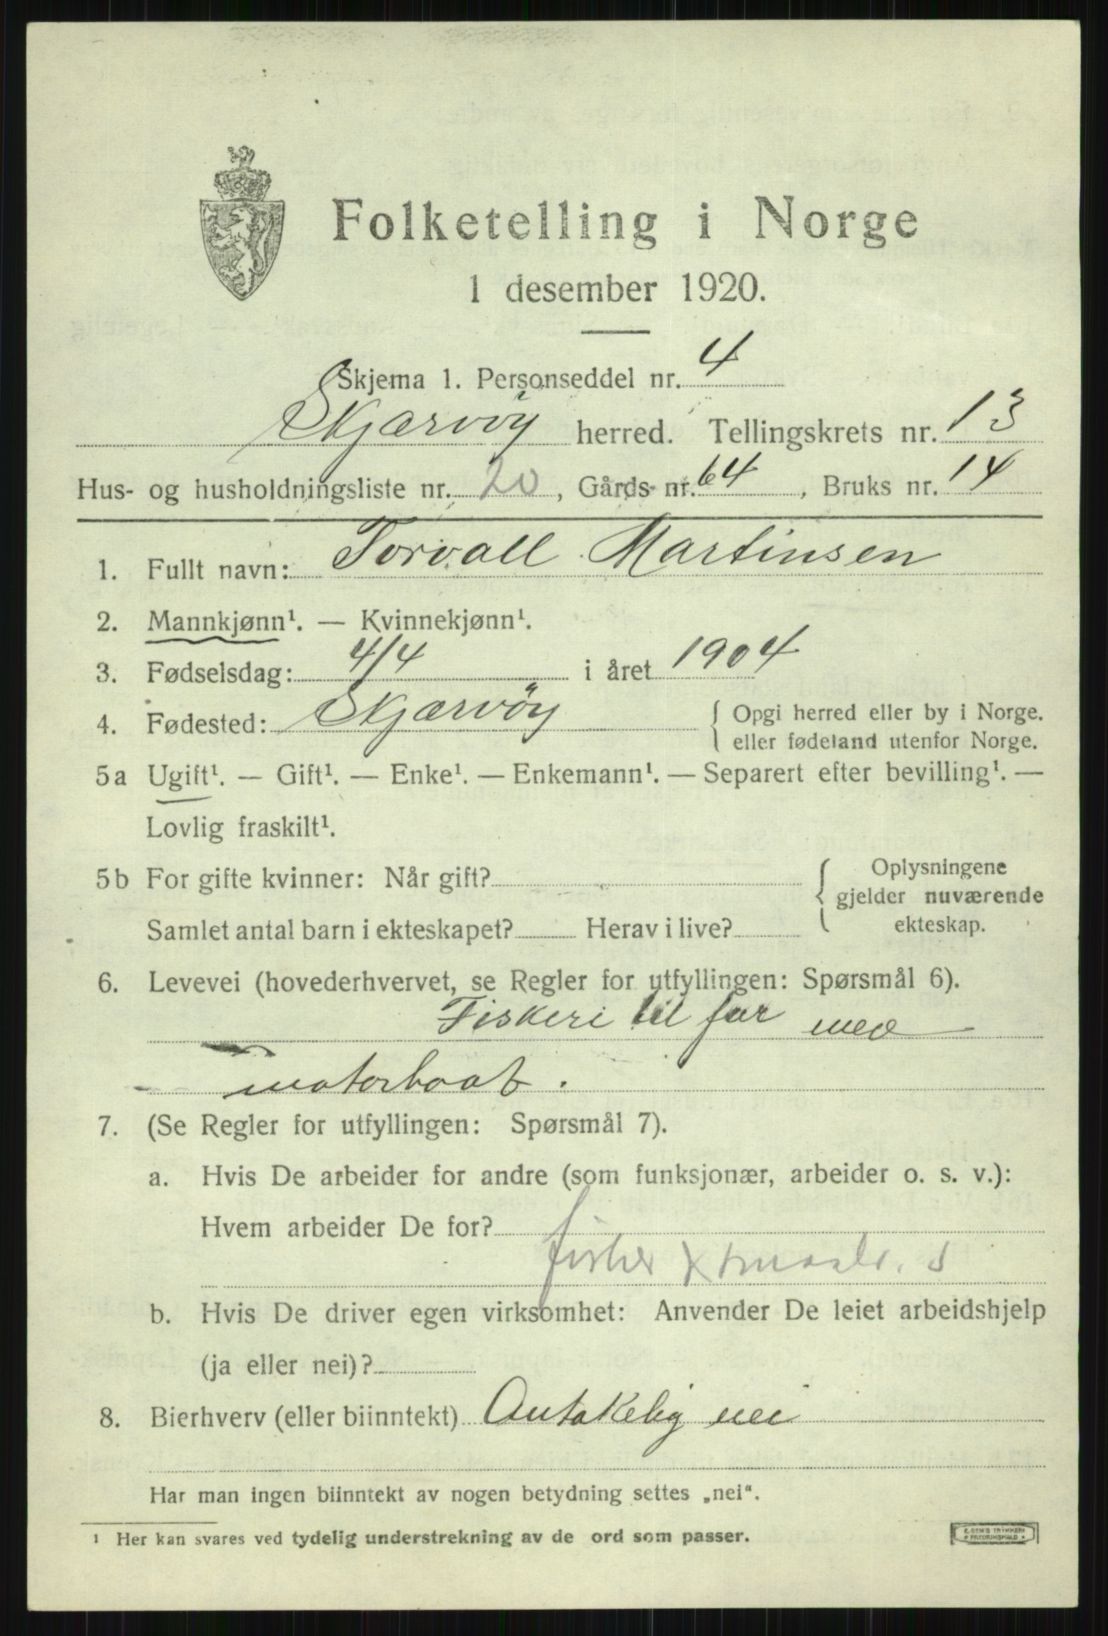 Folketelling i Norge
1 desember 1920.
Skjema 1. Personseddel nr. 4
Skjærvöy herred. Tellingskrets nr. 13
Hus- og husholdningsliste nr. 20, Gårds- nr. 64, Bruks nr. 14
1. Fullt navn: Torvall Martinsen
2. Mannkjønn¹. — Kvinnekjønn¹.
3. Fødselsdag: 4/4 i året 1904
4. Fødested: Skjærvöy { Opgi herred eller by i Norge.
eller fødeland utenfor Norge.
5a Ugift¹. — Gift¹. — Enke¹. — Enkemann¹. — Separert efter bevilling¹. —
Lovlig fraskilt¹.
5b For gifte kvinner: Når gift? { Oplysningene
gjelder nuværende
Samlet antal barn i ekteskapet? Herav i live? ekteskap.
6. Levevei (hovederhvervet, se Regler for utfyllingen: Spørsmål 6).
Fiskeri til far med
motorbaat.
7. (Se Regler for utfyllingen: Spørsmål 7).
a. Hvis De arbeider for andre (som funksjonær, arbeider o. s. v.):
Hvem arbeider De for?
fisker
b. Hvis De driver egen virksomhet: Anvender De leiet arbeidshjelp
(ja eller nei)?
8. Bierhverv (eller biinntekt) Antakelig nei
Har man ingen biinntekt av nogen betydning settes „nei".
¹ Her kan svares ved tydelig understrekning av de ord som passer.